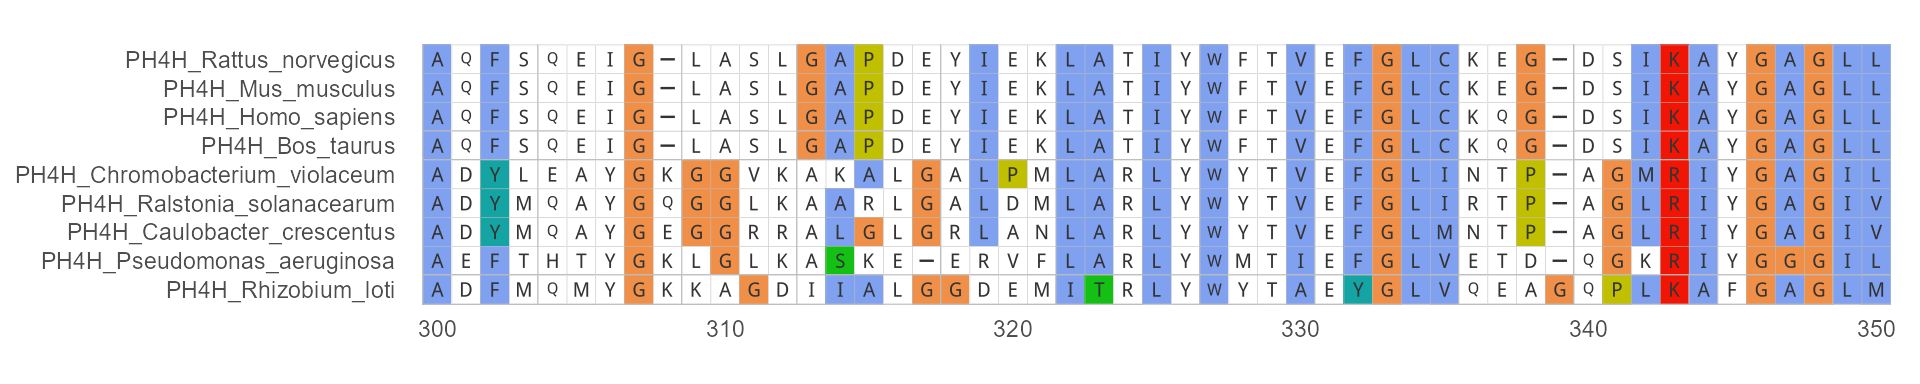 PH4H_Rattus_norvegicus A Q F S Q E I G – L A S L G A P D E Y I E K L A T I Y W F T V E F G L C K E G – D S I K A Y G A G L L
PH4H_Mus_musculus A Q F S Q E I G – L A S L G A P D E Y I E K L A T I Y W F T V E F G L C K E G – D S I K A Y G A G L L
PH4H_Homo_sapiens A Q F S Q E I G – L A S L G A P D E Y I E K L A T I Y W F T V E F G L C K Q G – D S I K A Y G A G L L
PH4H_Bos_taurus A Q F S Q E I G – L A S L G A P D E Y I E K L A T I Y W F T V E F G L C K Q G – D S I K A Y G A G L L
PH4H_Chromobacterium_violaceum A D Y L E A Y G K G G V K A K A L G A L P M L A R L Y W Y T V E F G L I N T P – A G M R I Y G A G I L
PH4H_Ralstonia_solanacearum A D Y M Q A Y G Q G G L K A A R L G A L D M L A R L Y W Y T V E F G L I R T P – A G L R I Y G A G I V
PH4H_Caulobacter_crescentus A D Y M Q A Y G E G G R R A L G L G R L A N L A R L Y W Y T V E F G L M N T P – A G L R I Y G A G I V
PH4H_Pseudomonas_aeruginosa A E F T H T Y G K L G L K A S K E – E R V F L A R L Y W M T I E F G L V E T D – Q G K R I Y G G G I L
PH4H_Rhizobium_loti A D F M Q M Y G K K A G D I I A L G G D E M I T R L Y W Y T A E Y G L V Q E A G Q P L K A F G A G L M
300 310 320 330 340 350